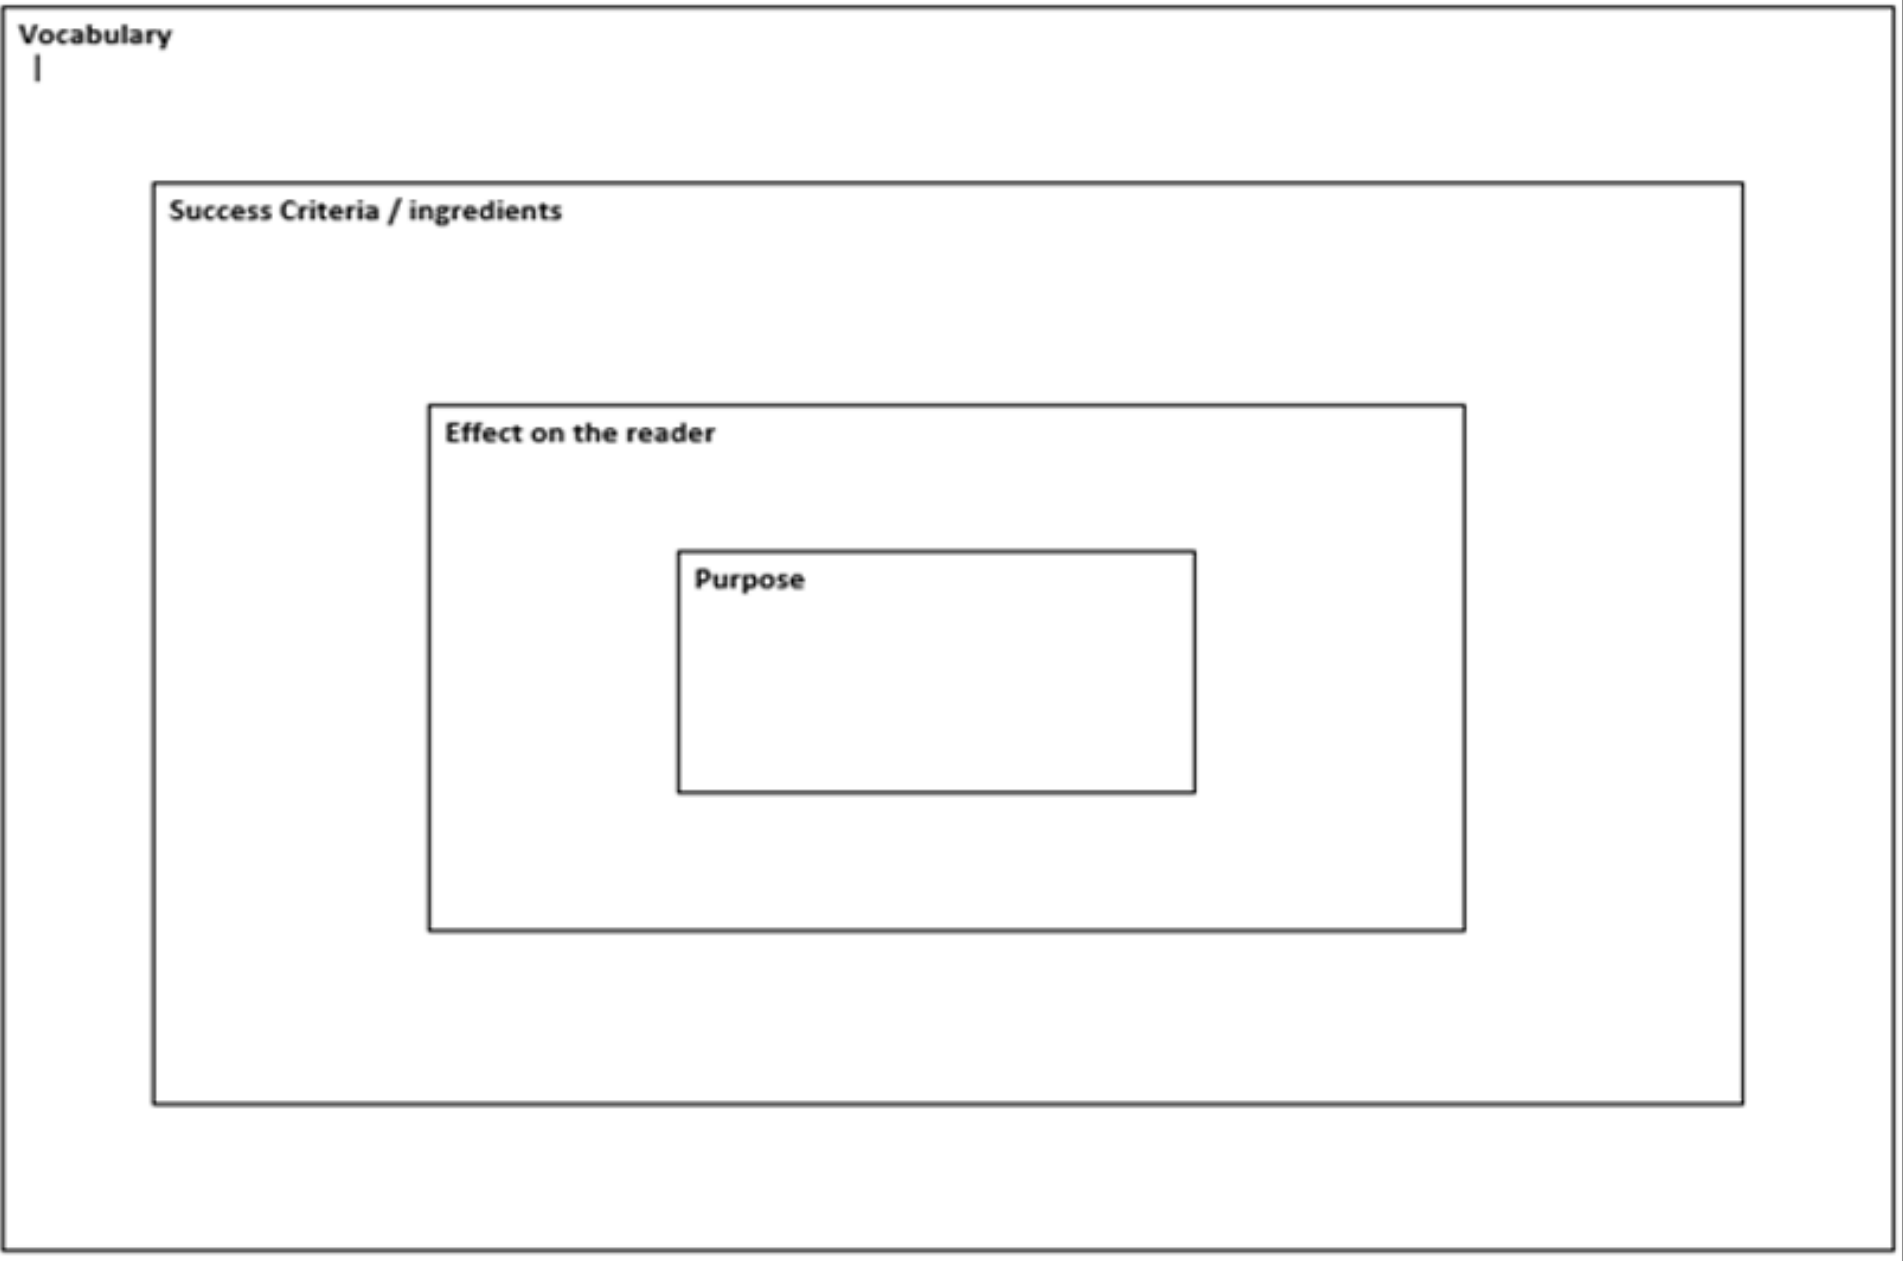 Vocabulary
Success Criteria / ingredients
Effect on the reader
Purpose